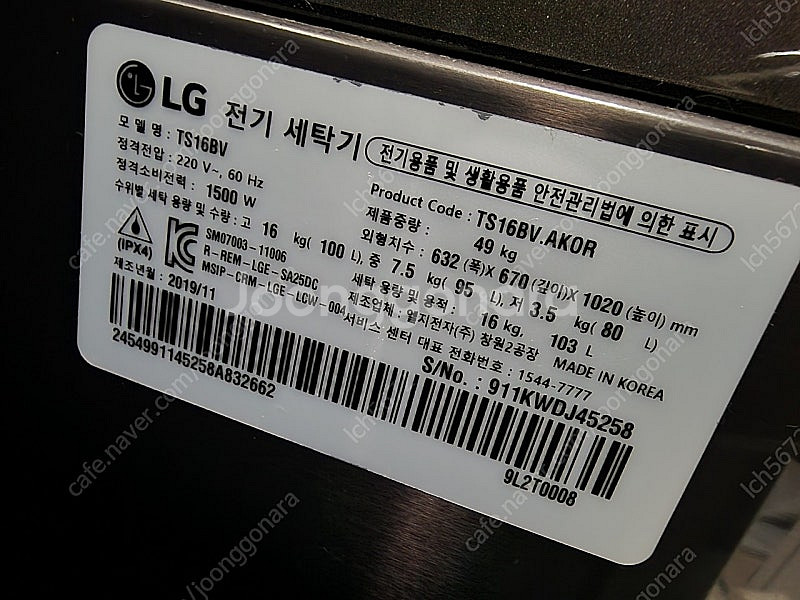 LG 전기 세탁기
전기용품 및 생활용품 안전관리법에 의한 표시
모 델 명 : TS16BV
Product Code : TS16BV.AKOR
정격전압 : 220 V~, 60 Hz
제품중량 : 49 kg
정격소비전력 : 1500 W
외형치수 : 632 (폭)X 670 (깊이)X 1020 (높이) mm
수위별 세탁 용량 및 수량 : 고 16 kg( 100 L), 중 7.5 kg( 95 L), 저 3.5 kg( 80 L)
(IPX4)
SM07003-11006
R-REM-LGE-SA25DC
MSIP-CRM-LGE-LCW-004
세탁 용량 및 용적 : 16 kg, 103 L
제조년월 : 2019/11
제조업체 : 엘지전자(주) 창원2공장 MADE IN KOREA
서비스 센터 대표 전화번호 : 1544-7777
S/No. : 911KWDJ45258
2454991145258A832662
9L2T0008
Joonggonara
cafe.naver.com/joonggonara
lch567